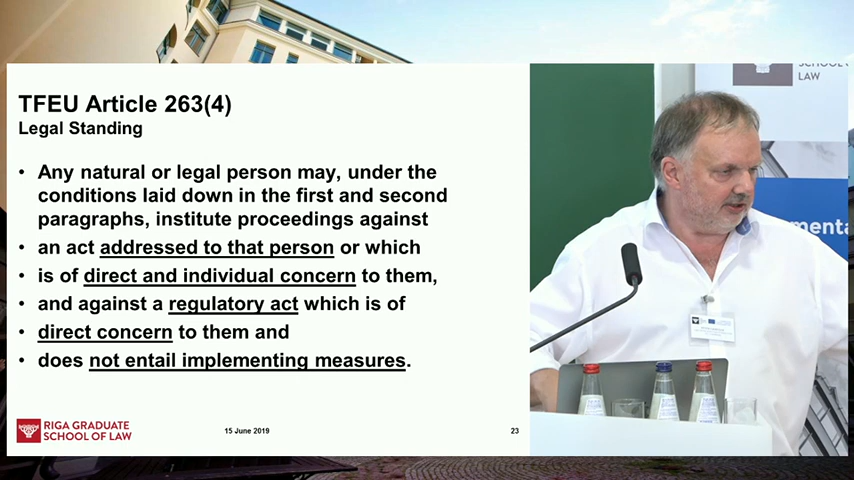 TFEU Article 263(4)
Legal Standing
• Any natural or legal person may, under the
conditions laid down in the first and second
paragraphs, institute proceedings against
• an act addressed to that person or which
• is of direct and individual concern to them,
• and against a regulatory act which is of
• direct concern to them and
• does not entail implementing measures.
RIGA GRADUATE
SCHOOL OF LAW
15 June 2019
23
SCHOOL
LAW